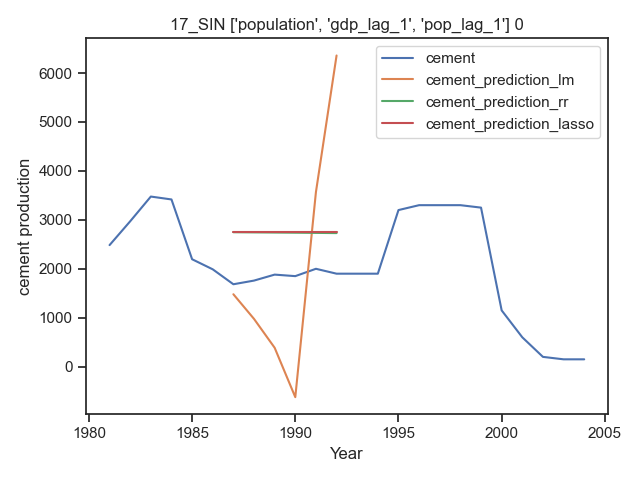 17_SIN ['population', 'gdp_lag_1', 'pop_lag_1'] 0
cement
cement_prediction_lm
cement_prediction_rr
cement_prediction_lasso
cement production
6000
5000
4000
3000
2000
1000
0
1980
1985
1990
1995
2000
2005
Year